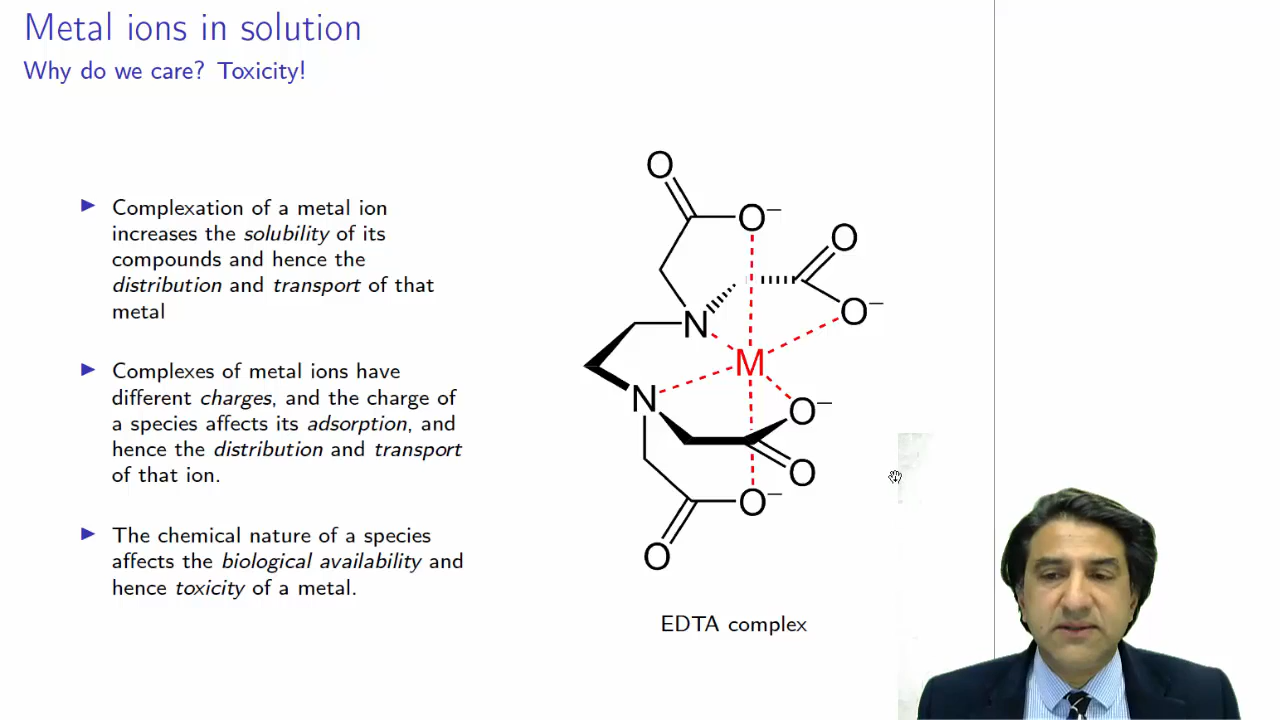 Metal ions in solution
Why do we care? Toxicity!
Complexation of a metal ion
increases the solubility of its
compounds and hence the
distribution and transport of that
metal
Complexes of metal ions have
different charges, and the charge of
a species affects its adsorption, and
hence the distribution and transport
of that ion.
The chemical nature of a species
affects the biological availability and
hence toxicity of a metal.
O
O−
O
O−
N
M
N
O−
O
O−
O
EDTA complex